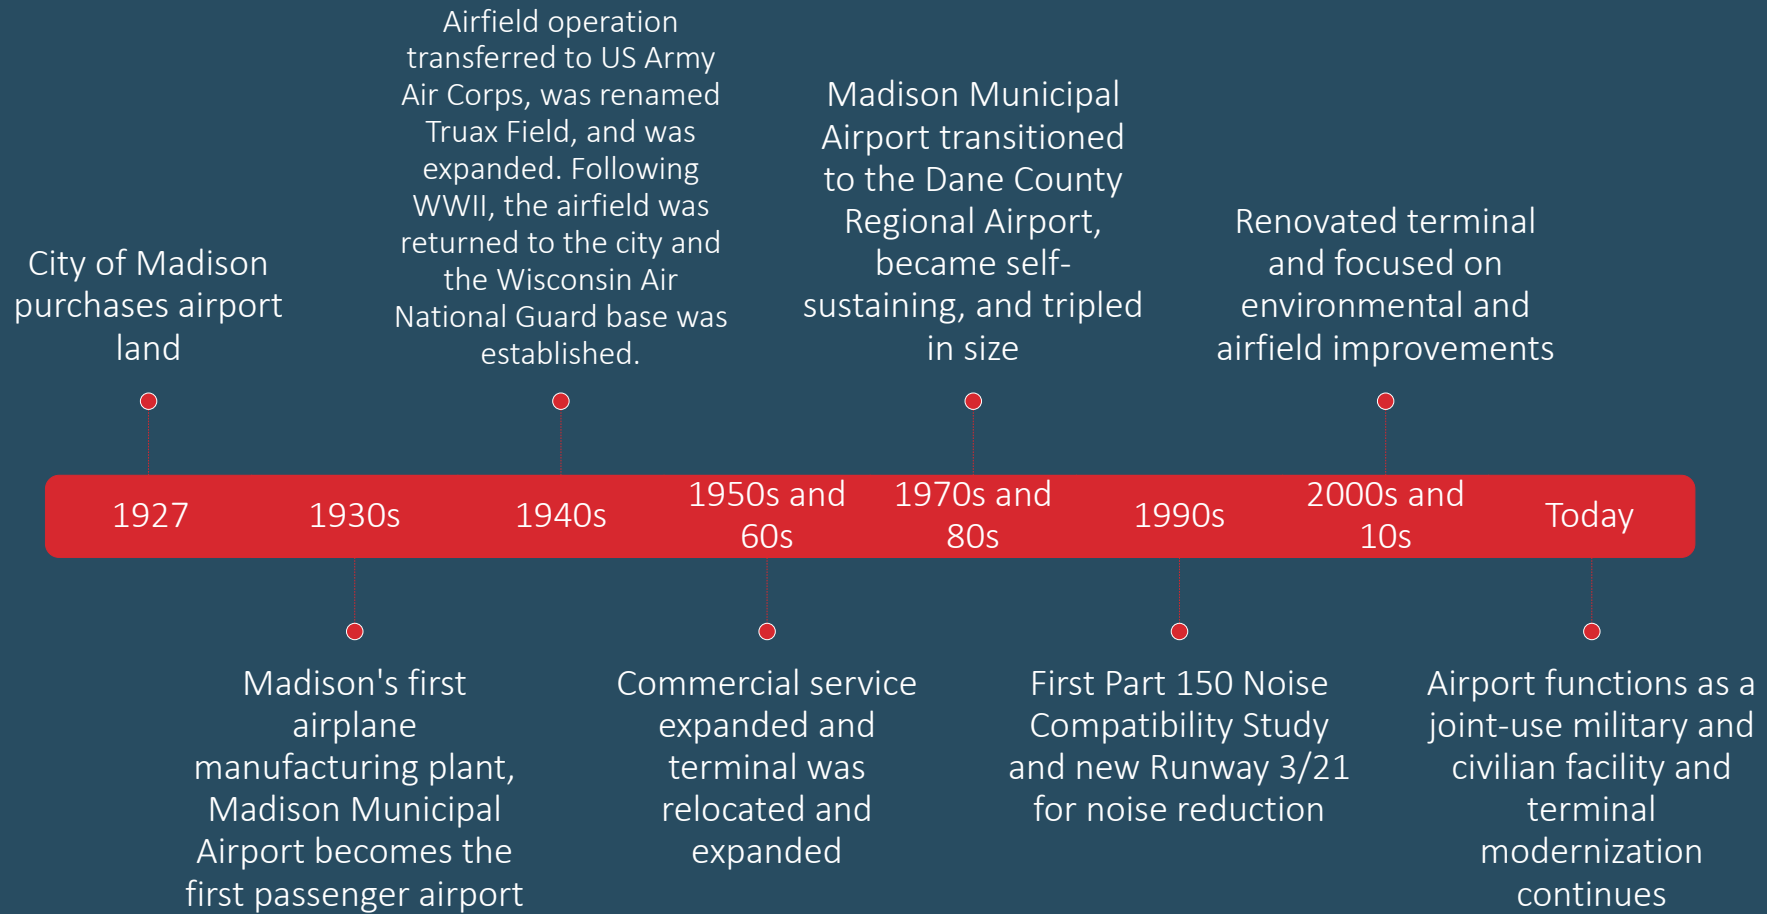 City of Madison
purchases airport
land
Airfield operation
transferred to US Army
Air Corps, was renamed
Truax Field, and was
expanded. Following
WWII, the airfield was
returned to the city and
the Wisconsin Air
National Guard base was
established.
Madison Municipal
Airport transitioned
to the Dane County
Regional Airport,
became self-
sustaining, and tripled
in size
Renovated terminal
and focused on
environmental and
airfield improvements
1927
1930s
1940s
1950s and
60s
1970s and
80s
1990s
2000s and
10s
Today
Madison's first
airplane
manufacturing plant,
Madison Municipal
Airport becomes the
first passenger airport
Commercial service
expanded and
terminal was
relocated and
expanded
First Part 150 Noise
Compatibility Study
and new Runway 3/21
for noise reduction
Airport functions as a
joint-use military and
civilian facility and
terminal
modernization
continues